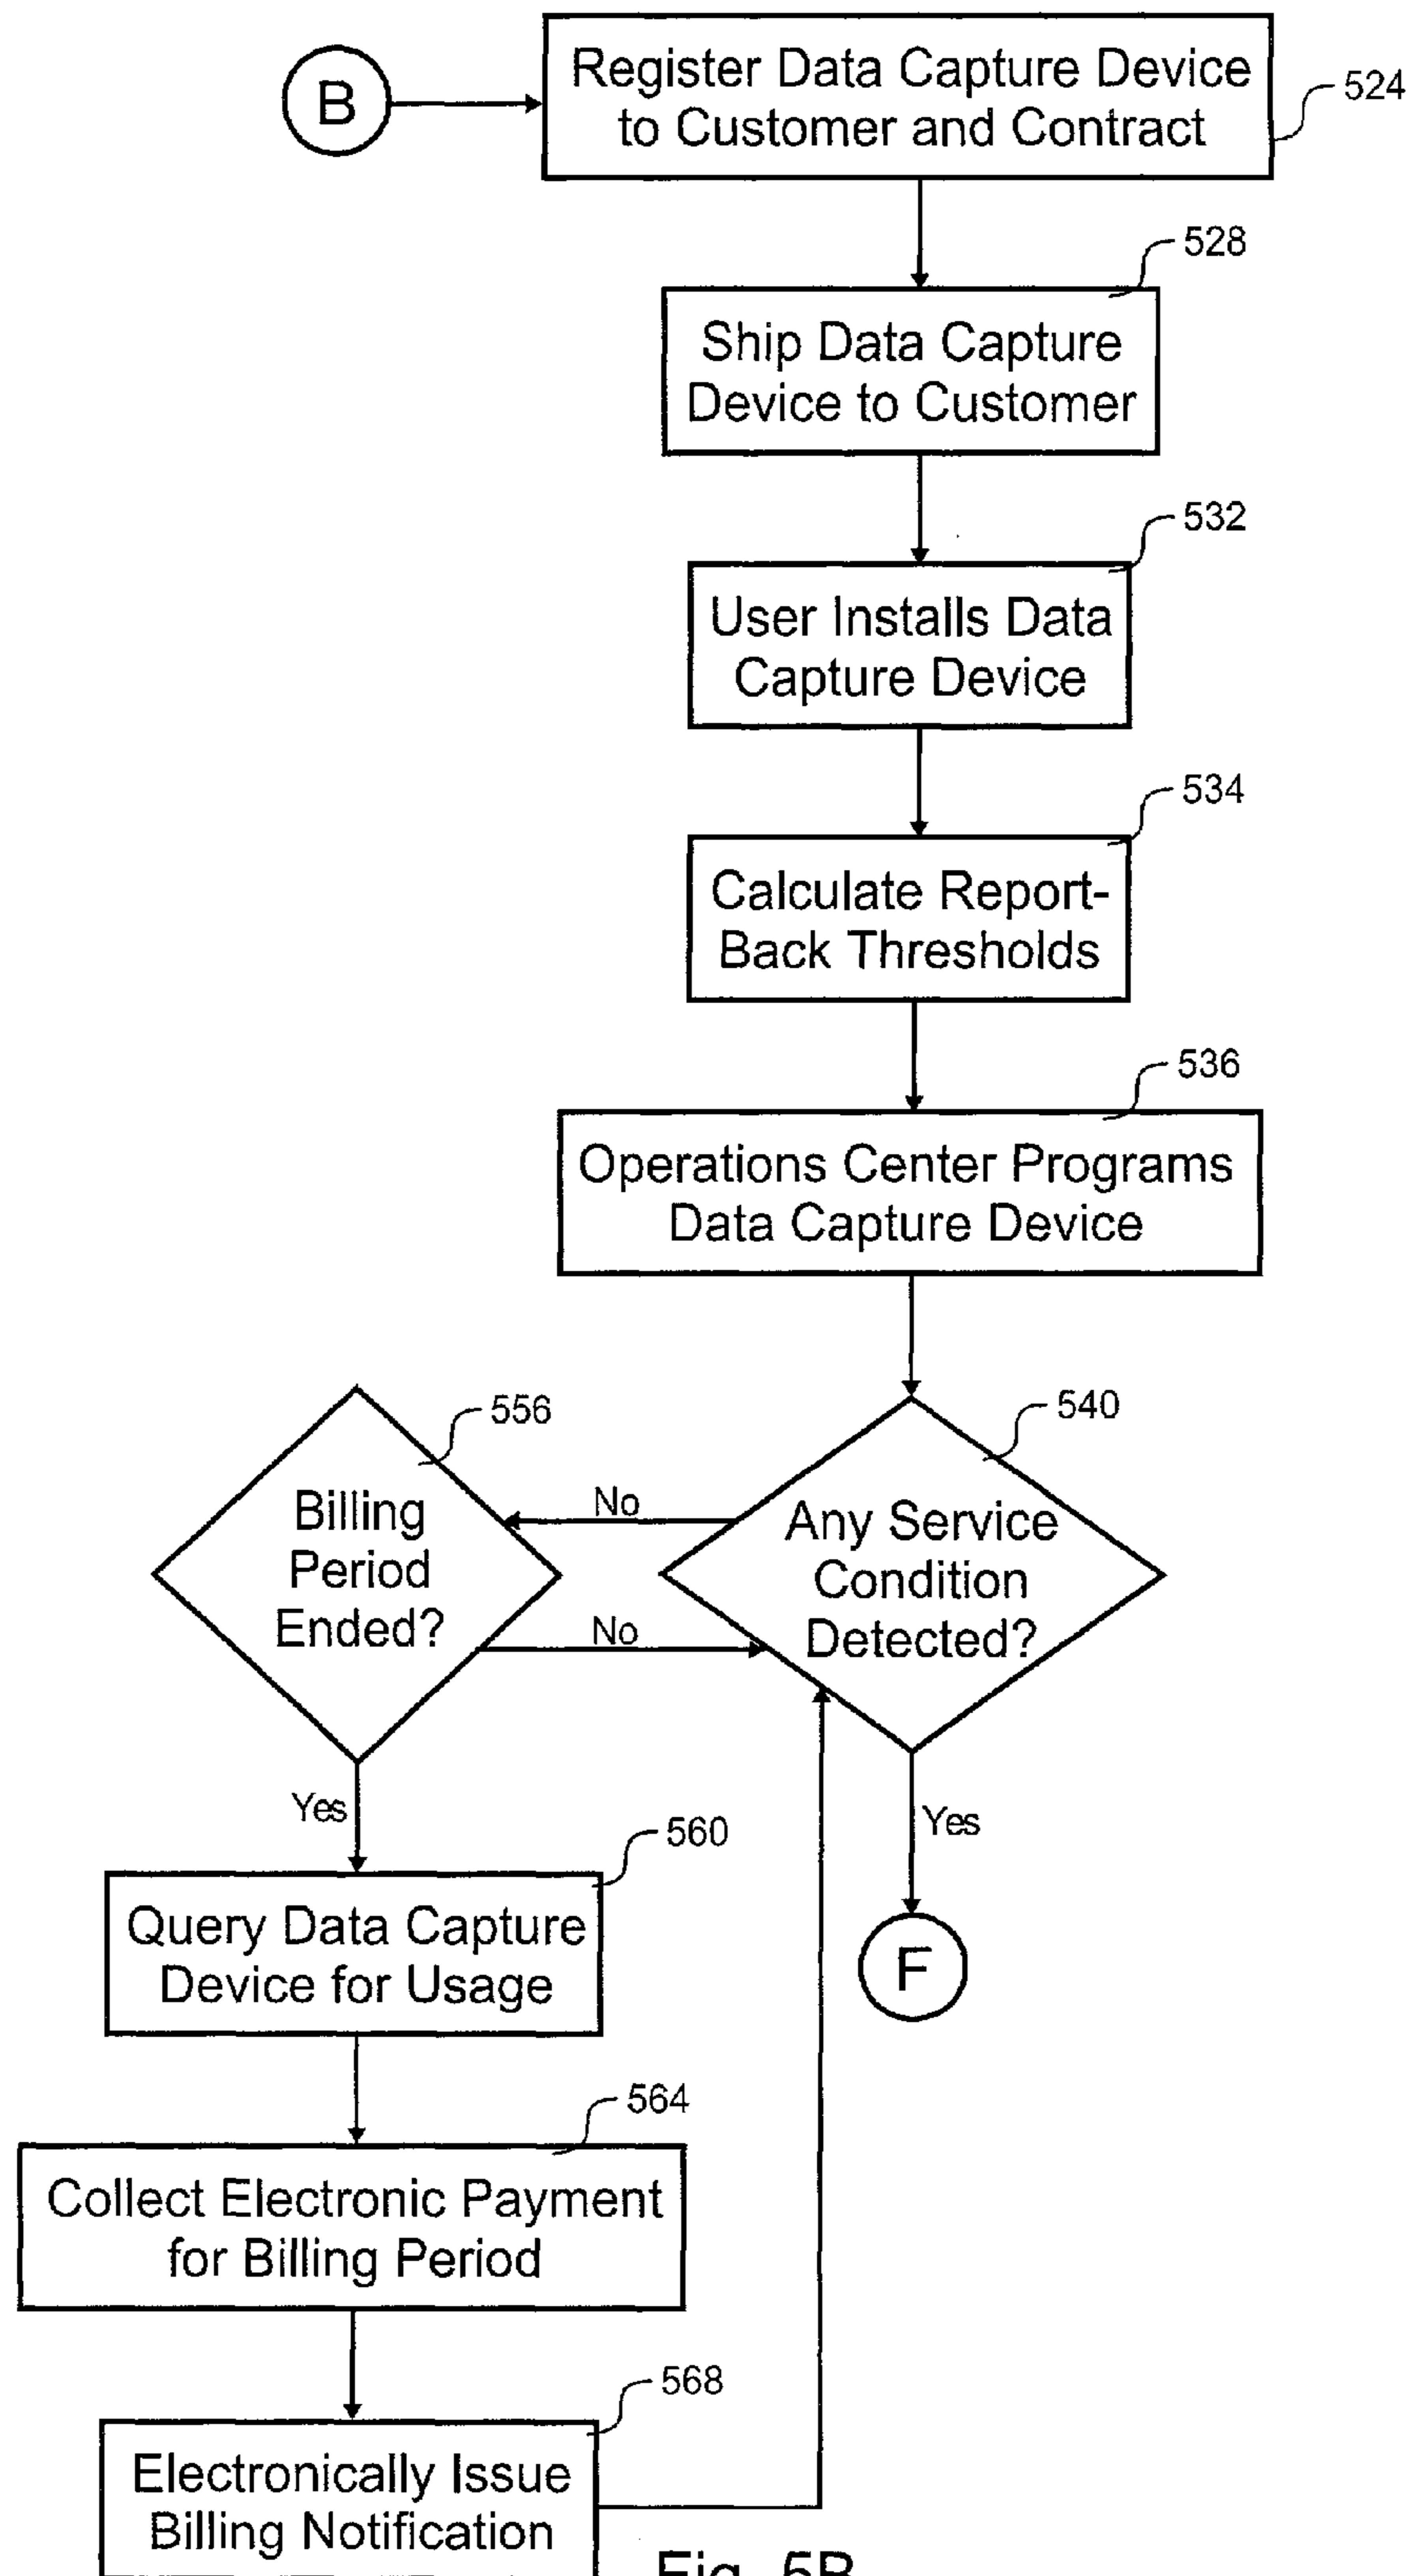 B
Register Data Capture Device
to Customer and Contract
524
528
Ship Data Capture
Device to Customer
532
User Installs Data
Capture Device
534
Calculate Report-
Back Thresholds
536
Operations Center Programs
Data Capture Device
556
540
Billing
Period
Ended?
No
No
Any Service
Condition
Detected?
Yes
Yes
560
Query Data Capture
Device for Usage
F
564
Collect Electronic Payment
for Billing Period
568
Electronically Issue
Billing Notification
Fig. 5B